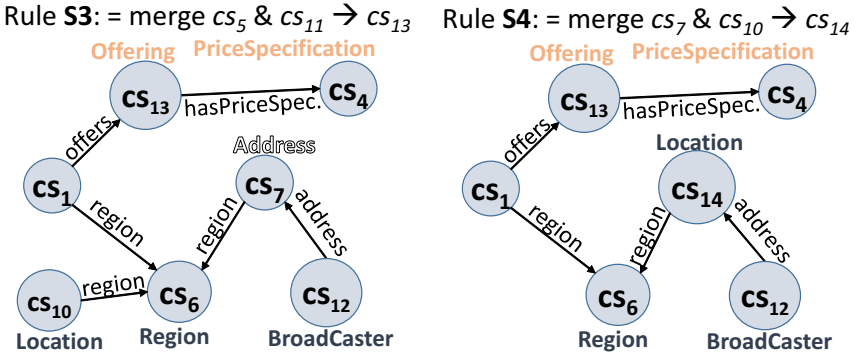 Rule S3: = merge cs5 & cs11 → cs13
Offering PriceSpecification
cs13
cs4
hasPriceSpec.
offers
Address
cs1
cs7
region
region
address
cs10
region
cs6
cs12
Location
Region
BroadCaster
Rule S4: = merge cs7 & cs10 → cs14
Offering PriceSpecification
cs13
cs4
hasPriceSpec.
offers
Location
cs1
cs14
region
region
address
cs6
cs12
Region
BroadCaster